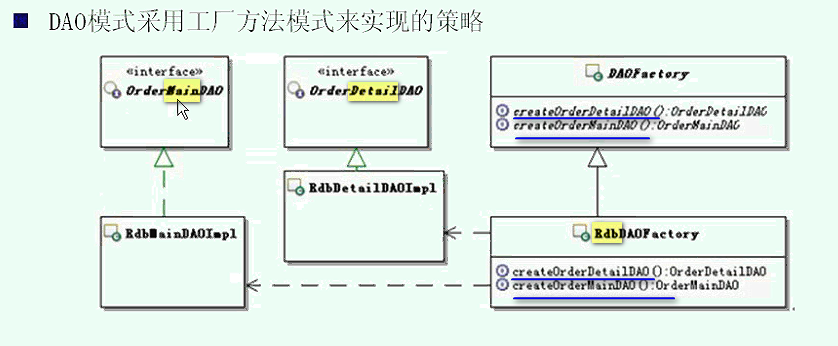 DAO模式采用工厂方法模式来实现的策略
«interface»
OrderMainDAO
«interface»
OrderDetailDAO
DAOFactory
createOrderDetailDAO():OrderDetailDAO
createOrderMainDAO():OrderMainDAO
RdbDetailDAOImpl
RdbMainDAOImpl
RdbDAOFactory
createOrderDetailDAO():OrderDetailDAO
createOrderMainDAO():OrderMainDAO